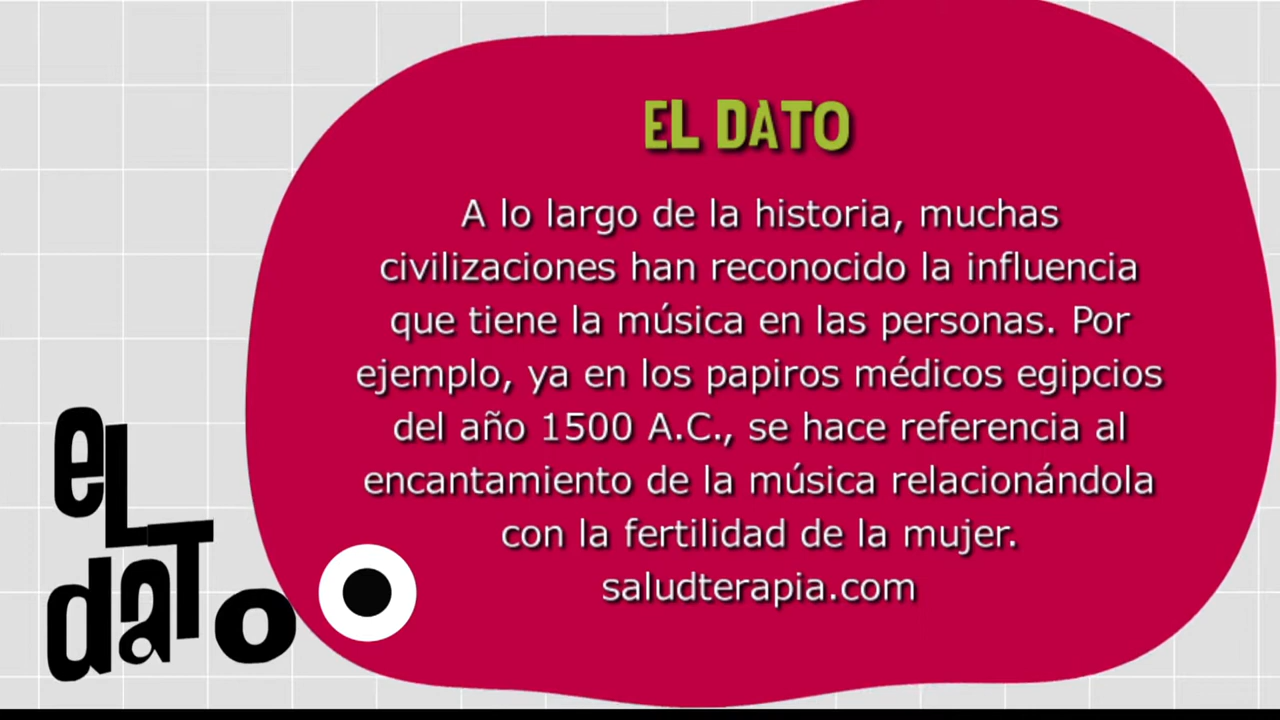 EL DATO
A lo largo de la historia, muchas
civilizaciones han reconocido la influencia
que tiene la música en las personas. Por
ejemplo, ya en los papiros médicos egipcios
del año 1500 A.C., se hace referencia al
encantamiento de la música relacionándola
con la fertilidad de la mujer.
saludterapia.com
eL
daTo